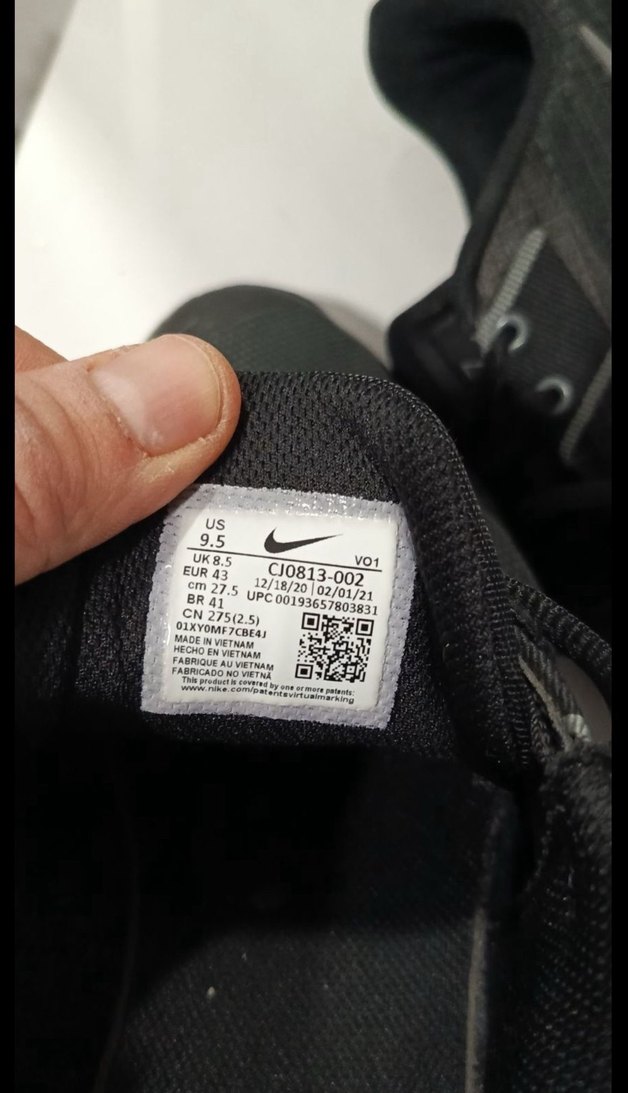 US
9.5
VO1
UK 8.5 CJ0813-002
EUR 43 12/18/20 | 02/01/21
cm 27.5 UPC 00193657803831
BR 41
CN 275(2.5)
01XY0MF7CBE4J
MADE IN VIETNAM
HECHO EN VIETNAM
FABRIQUE AU VIETNAM
FABRICADO NO VIETNÃ
This product is covered by one or more patents:
www.nike.com/patentsvirtualmarking